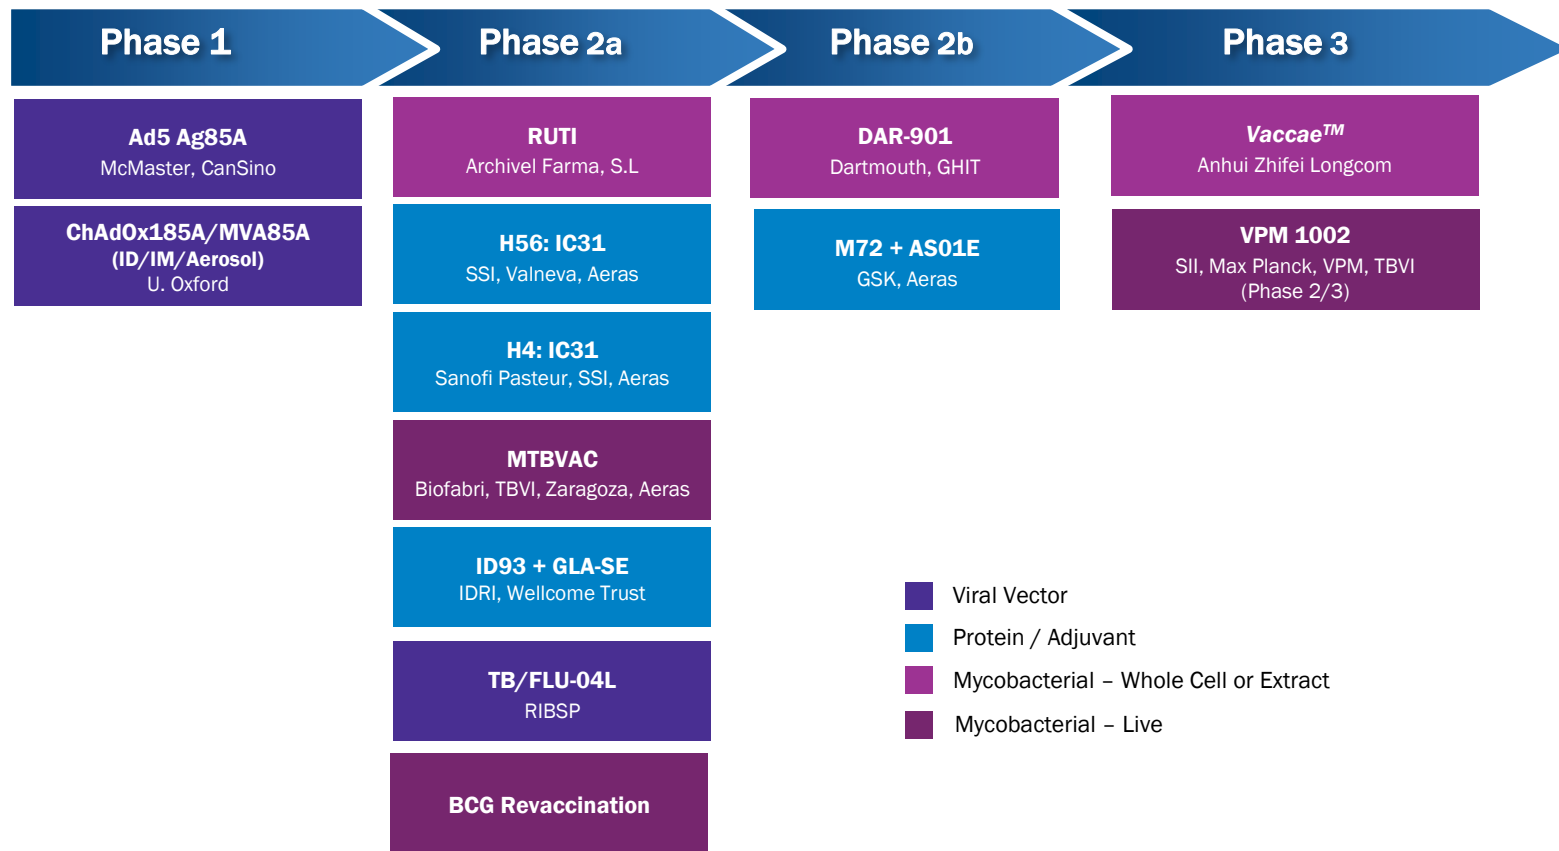 Phase 1
Phase 2a
Phase 2b
Phase 3
Ad5 Ag85A
McMaster, CanSino
ChAdOx185A/MVA85A
(ID/IM/Aerosol)
U. Oxford
RUTI
Archivel Farma, S.L
H56: IC31
SSI, Valneva, Aeras
H4: IC31
Sanofi Pasteur, SSI, Aeras
MTBVAC
Biofabri, TBVI, Zaragoza, Aeras
ID93 + GLA-SE
IDRI, Wellcome Trust
TB/FLU-04L
RIBSP
BCG Revaccination
DAR-901
Dartmouth, GHIT
M72 + AS01E
GSK, Aeras
Vaccae™
Anhui Zhifei Longcom
VPM 1002
SII, Max Planck, VPM, TBVI
(Phase 2/3)
Viral Vector
Protein / Adjuvant
Mycobacterial – Whole Cell or Extract
Mycobacterial – Live